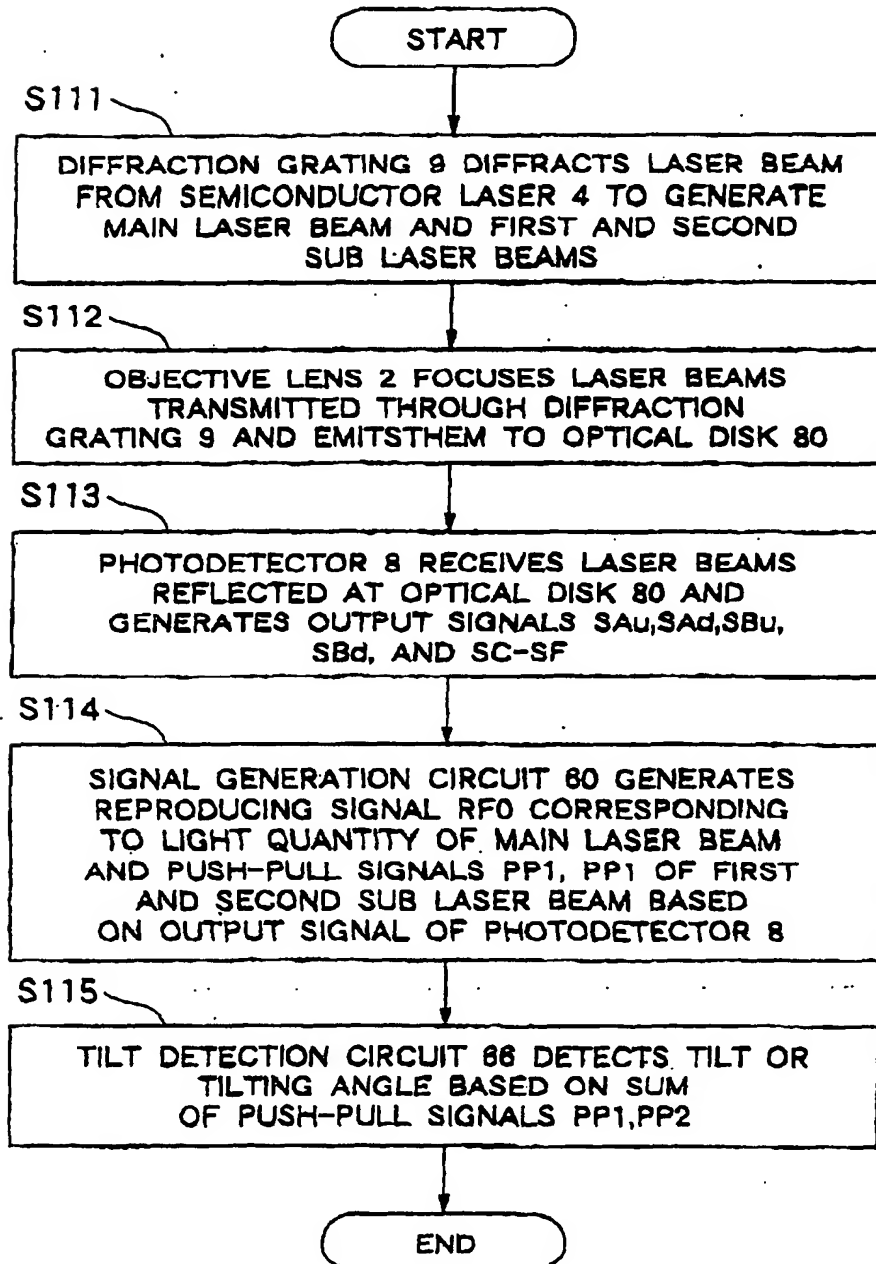 START
S111
DIFFRACTION GRATING 9 DIFFRACTS LASER BEAM
FROM SEMICONDUCTOR LASER 4 TO GENERATE
MAIN LASER BEAM AND FIRST AND SECOND
SUB LASER BEAMS
S112
OBJECTIVE LENS 2 FOCUSES LASER BEAMS
TRANSMITTED THROUGH DIFFRACTION
GRATING 9 AND EMITSTHEM TO OPTICAL DISK 80
S113
PHOTODETECTOR 8 RECEIVES LASER BEAMS
REFLECTED AT OPTICAL DISK 80 AND
GENERATES OUTPUT SIGNALS SAu,SAd,SBu,
SBd, AND SC-SF
S114
SIGNAL GENERATION CIRCUIT 60 GENERATES
REPRODUCING SIGNAL RF0 CORRESPONDING
TO LIGHT QUANTITY OF MAIN LASER BEAM
AND PUSH-PULL SIGNALS PP1, PP1 OF FIRST
AND SECOND SUB LASER BEAM BASED
ON OUTPUT SIGNAL OF PHOTODETECTOR 8
S115
TILT DETECTION CIRCUIT 66 DETECTS TILT OR
TILTING ANGLE BASED ON SUM
OF PUSH-PULL SIGNALS PP1,PP2
END